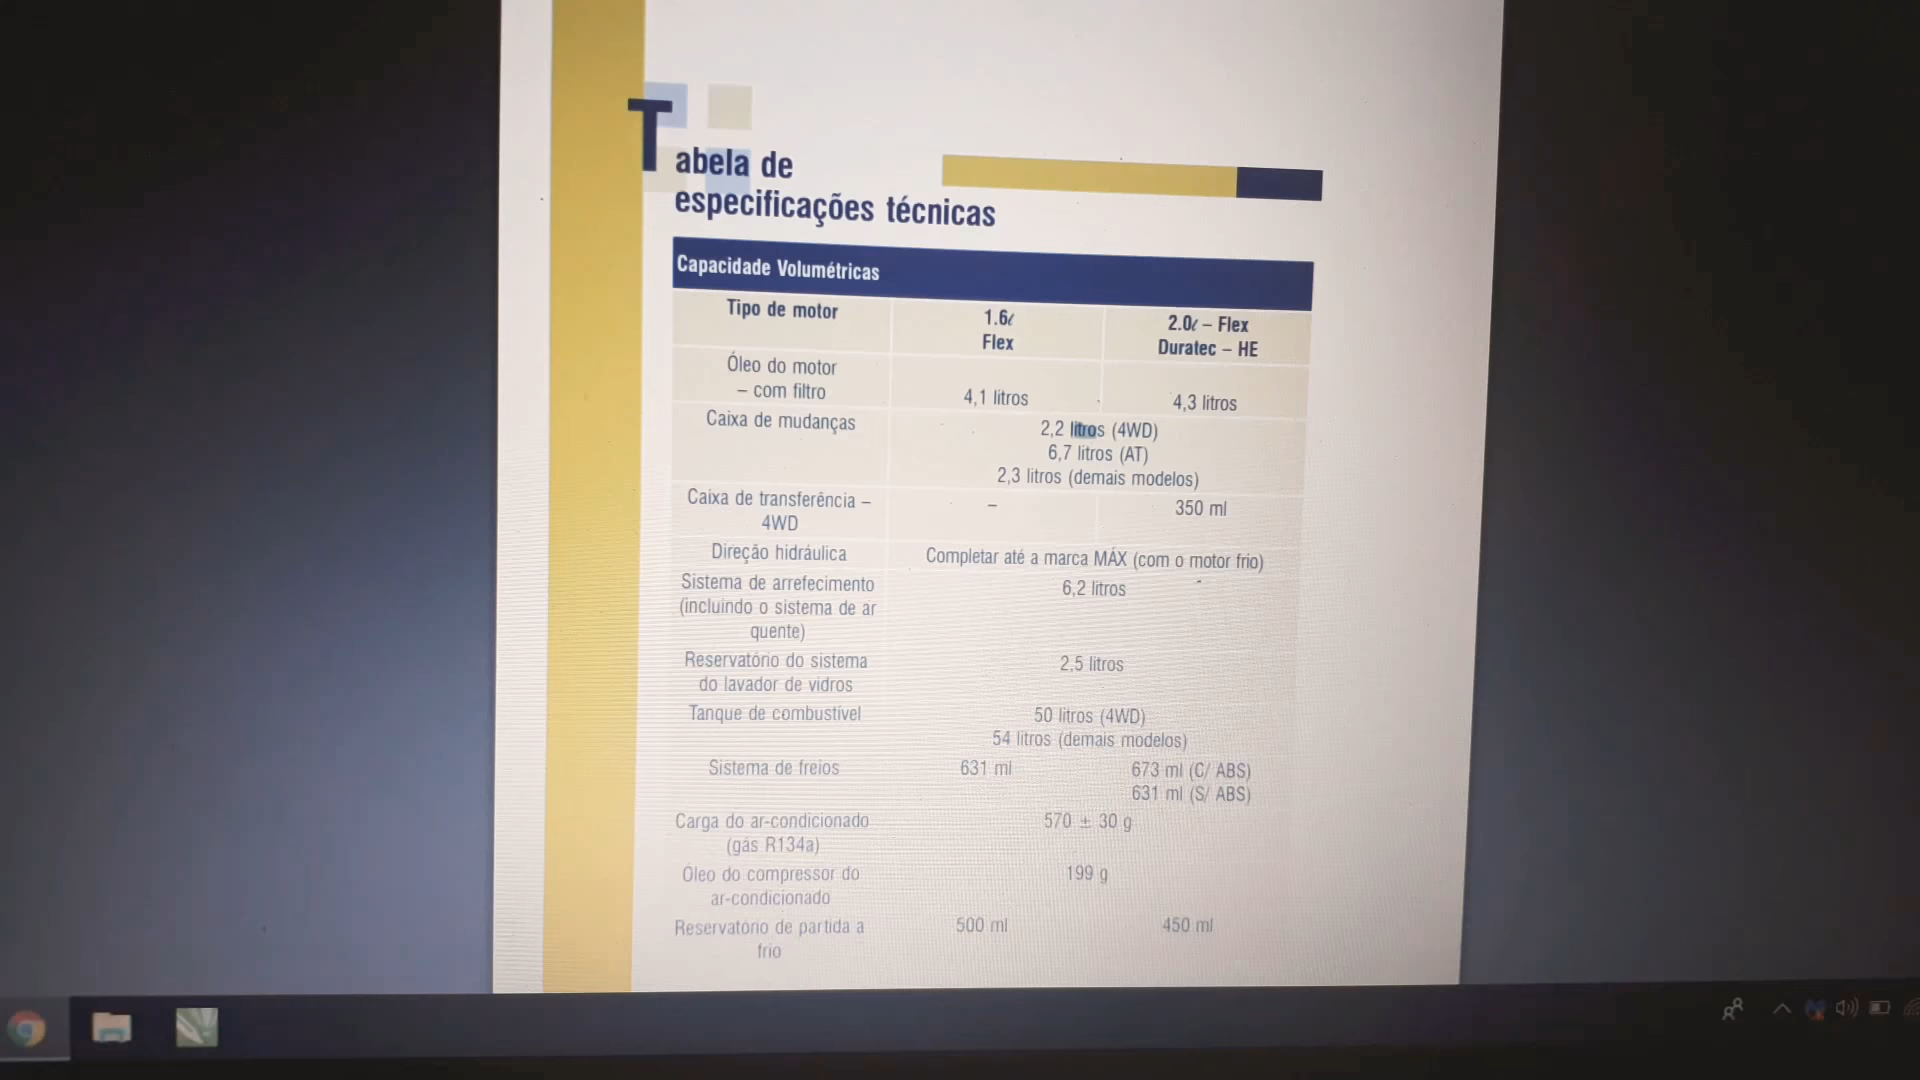 Tabela de
especificações técnicas
Capacidade Volumétricas
Tipo de motor
1.6ℓ
Flex
2.0ℓ – Flex
Duratec – HE
Óleo do motor
– com filtro
4,1 litros
4,3 litros
Caixa de mudanças
2,2 litros (4WD)
6,7 litros (AT)
2,3 litros (demais modelos)
Caixa de transferência –
4WD
–
350 ml
Direção hidráulica
Completar até a marca MÁX (com o motor frio)
Sistema de arrefecimento
(incluindo o sistema de ar
quente)
6,2 litros
Reservatório do sistema
do lavador de vidros
2,5 litros
Tanque de combustível
50 litros (4WD)
54 litros (demais modelos)
Sistema de freios
631 ml
673 ml (C/ ABS)
631 ml (S/ ABS)
Carga do ar-condicionado
(gás R134a)
570 ± 30 g
Óleo do compressor do
ar-condicionado
199 g
Reservatório de partida a
frio
500 ml
450 ml